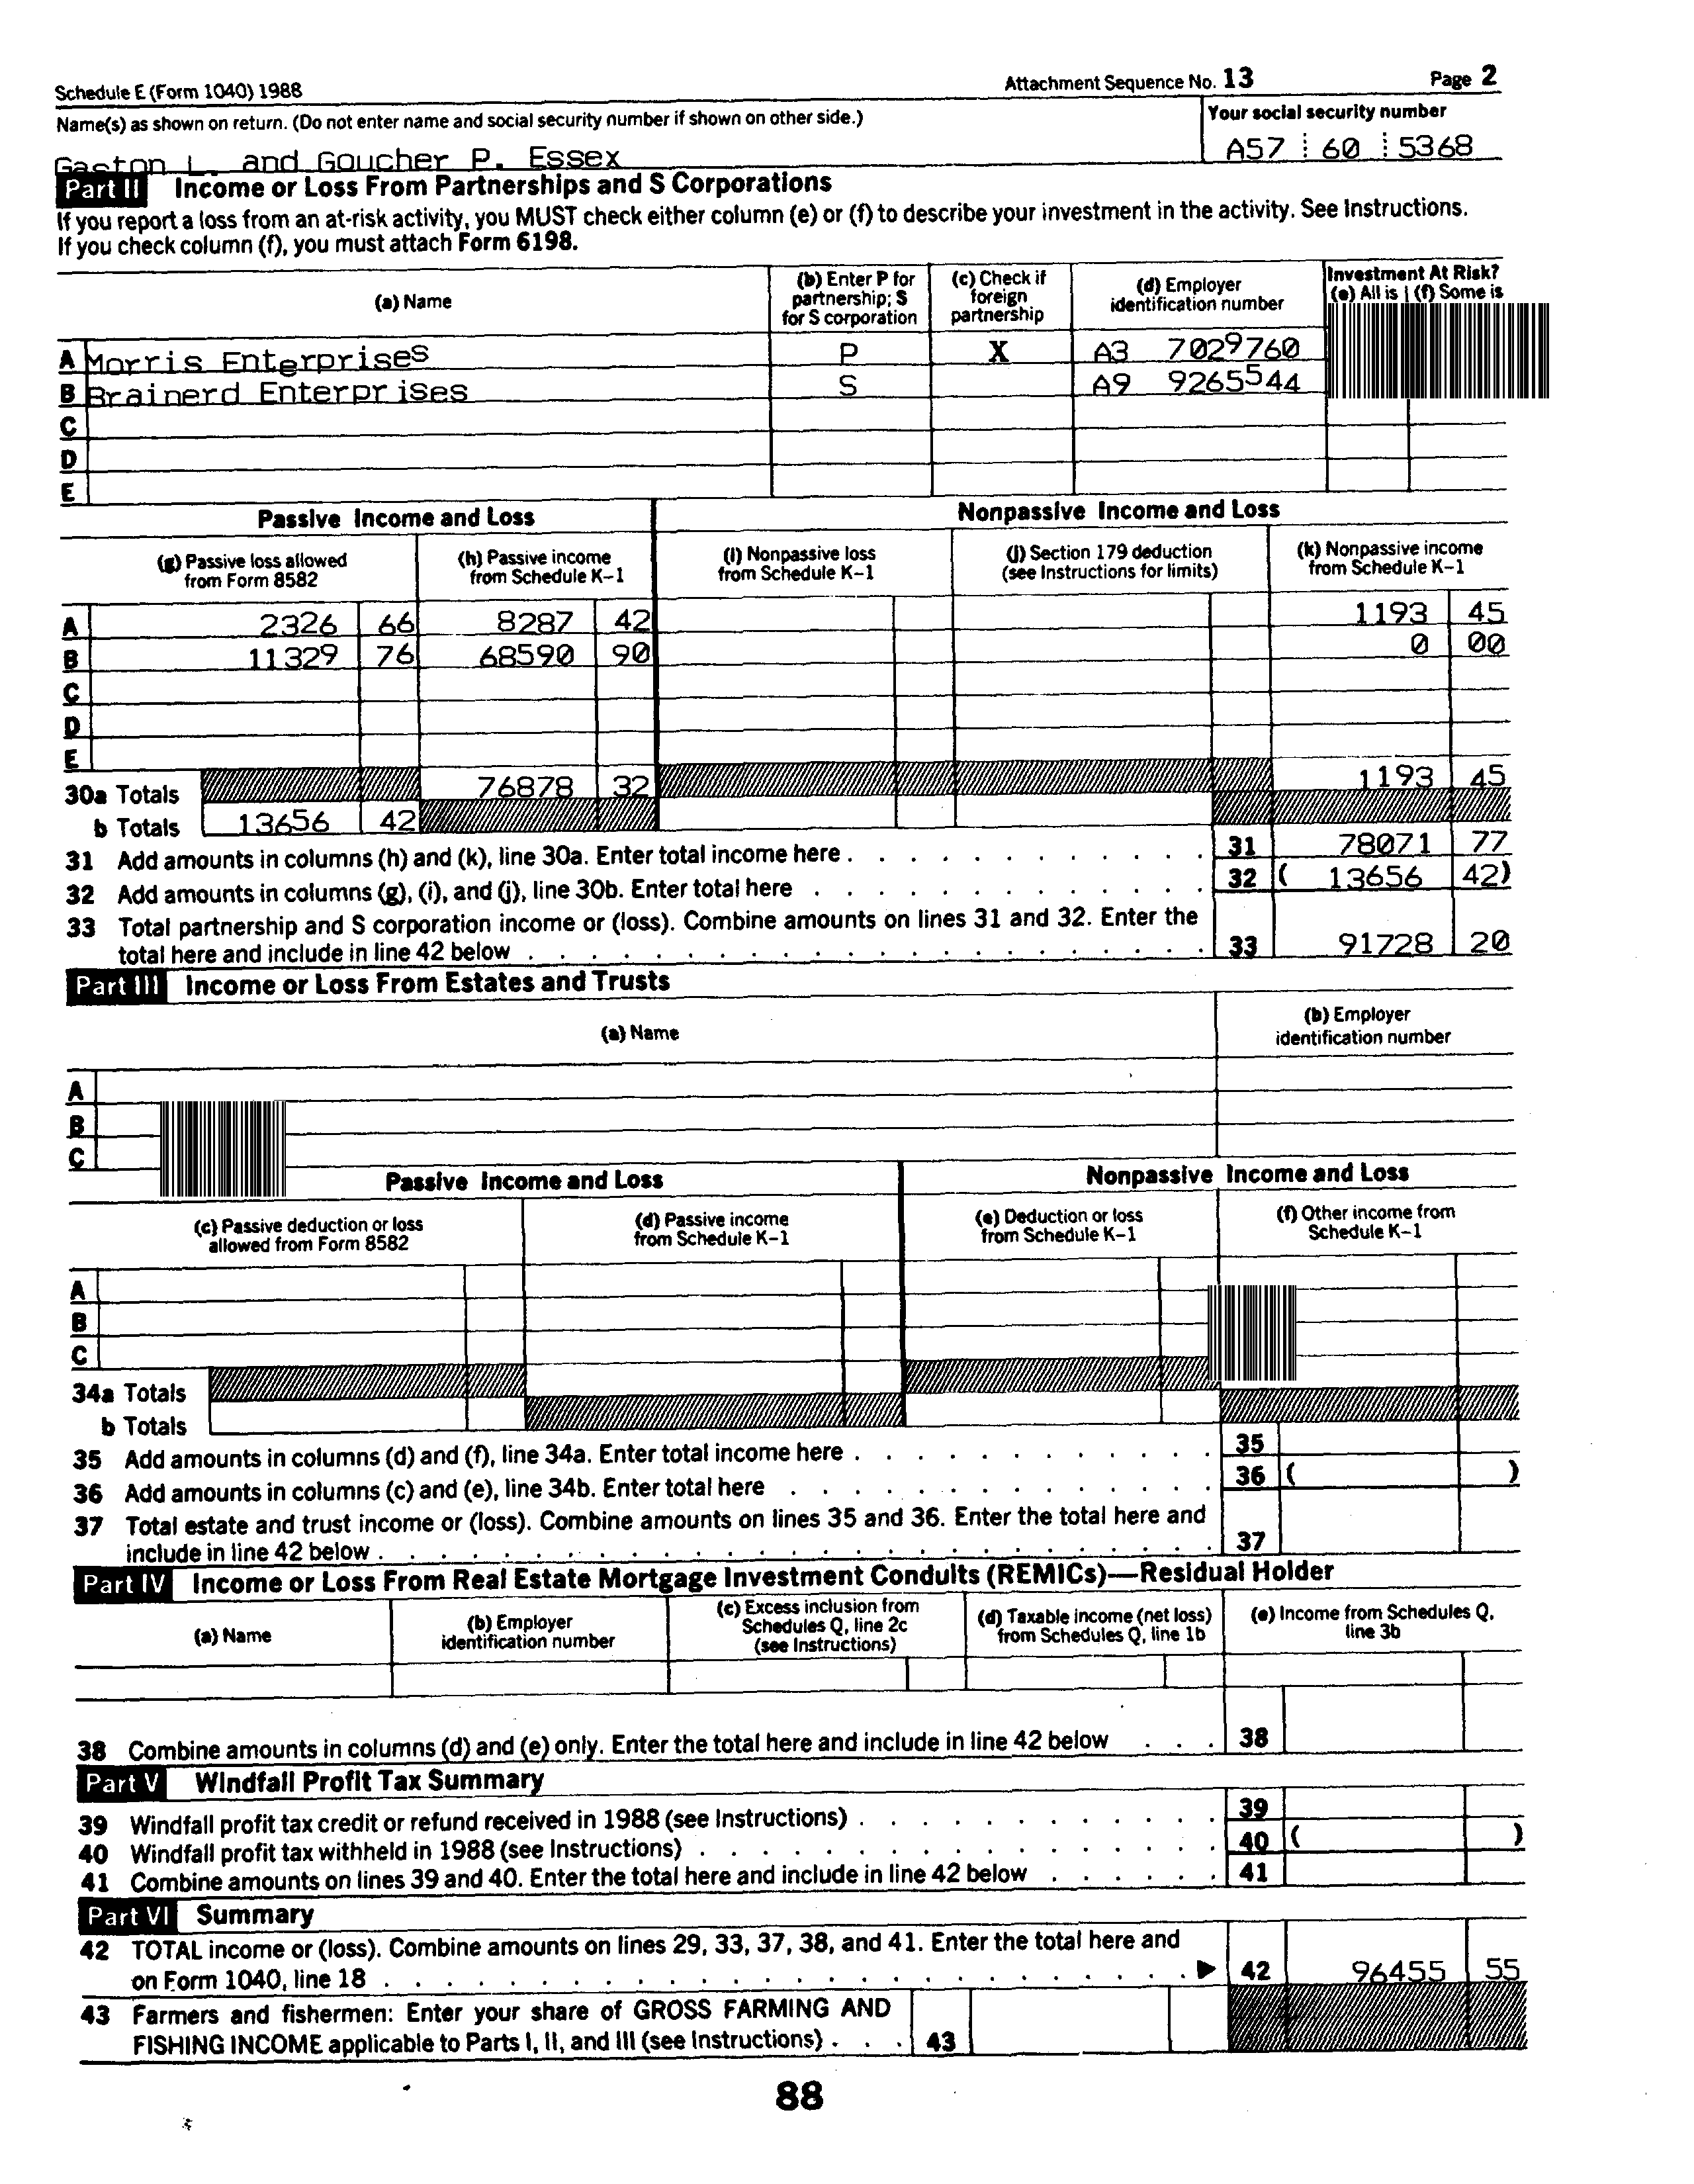 Schedule E (Form 1040) 1988 Attachment Sequence No. 13 Page 2
Name(s) as shown on return. (Do not enter name and social security number if shown on other side.) Your social security number
Gaston L. and Goucher P. Essex A57 60 5368
Part II Income or Loss From Partnerships and S Corporations
If you report a loss from an at-risk activity, you MUST check either column (e) or (f) to describe your investment in the activity. See Instructions.
If you check column (f), you must attach Form 6198.
(a) Name
(b) Enter P for partnership; S for S corporation
(c) Check if foreign partnership
(d) Employer identification number
Investment At Risk?
(e) All is (f) Some is
A Morris Enterprises P X A3 7029760
B Brainerd Enterprises S A9 9265544
C
D
E
Passive Income and Loss Nonpassive Income and Loss
(g) Passive loss allowed from Form 8582
(h) Passive income from Schedule K-1
(i) Nonpassive loss from Schedule K-1
(j) Section 179 deduction (see Instructions for limits)
(k) Nonpassive income from Schedule K-1
A 2326 66 8287 42 1193 45
B 11329 76 68590 90 0 00
C
D
E
30a Totals 76878 32 1193 45
b Totals 13656 42
31 Add amounts in columns (h) and (k), line 30a. Enter total income here . 31 78071 77
32 Add amounts in columns (g), (i), and (j), line 30b. Enter total here . 32 ( 13656 42)
33 Total partnership and S corporation income or (loss). Combine amounts on lines 31 and 32. Enter the
total here and include in line 42 below . 33 91728 20
Part III Income or Loss From Estates and Trusts
(a) Name
(b) Employer identification number
A
B
C
Passive Income and Loss Nonpassive Income and Loss
(c) Passive deduction or loss allowed from Form 8582
(d) Passive income from Schedule K-1
(e) Deduction or loss from Schedule K-1
(f) Other income from Schedule K-1
A
B
C
34a Totals
b Totals
35 Add amounts in columns (d) and (f), line 34a. Enter total income here . 35
36 Add amounts in columns (c) and (e), line 34b. Enter total here . 36 ( )
37 Total estate and trust income or (loss). Combine amounts on lines 35 and 36. Enter the total here and
include in line 42 below . 37
Part IV Income or Loss From Real Estate Mortgage Investment Conduits (REMICs)—Residual Holder
(a) Name
(b) Employer identification number
(c) Excess inclusion from Schedules Q, line 2c (see Instructions)
(d) Taxable income (net loss) from Schedules Q, line 1b
(e) Income from Schedules Q, line 3b
38 Combine amounts in columns (d) and (e) only. Enter the total here and include in line 42 below . . . 38
Part V Windfall Profit Tax Summary
39 Windfall profit tax credit or refund received in 1988 (see Instructions) . 39
40 Windfall profit tax withheld in 1988 (see Instructions) . 40 ( )
41 Combine amounts on lines 39 and 40. Enter the total here and include in line 42 below . 41
Part VI Summary
42 TOTAL income or (loss). Combine amounts on lines 29, 33, 37, 38, and 41. Enter the total here and
on Form 1040, line 18 . ▶ 42 96455 55
43 Farmers and fishermen: Enter your share of GROSS FARMING AND
FISHING INCOME applicable to Parts I, II, and III (see Instructions) . . . 43
88